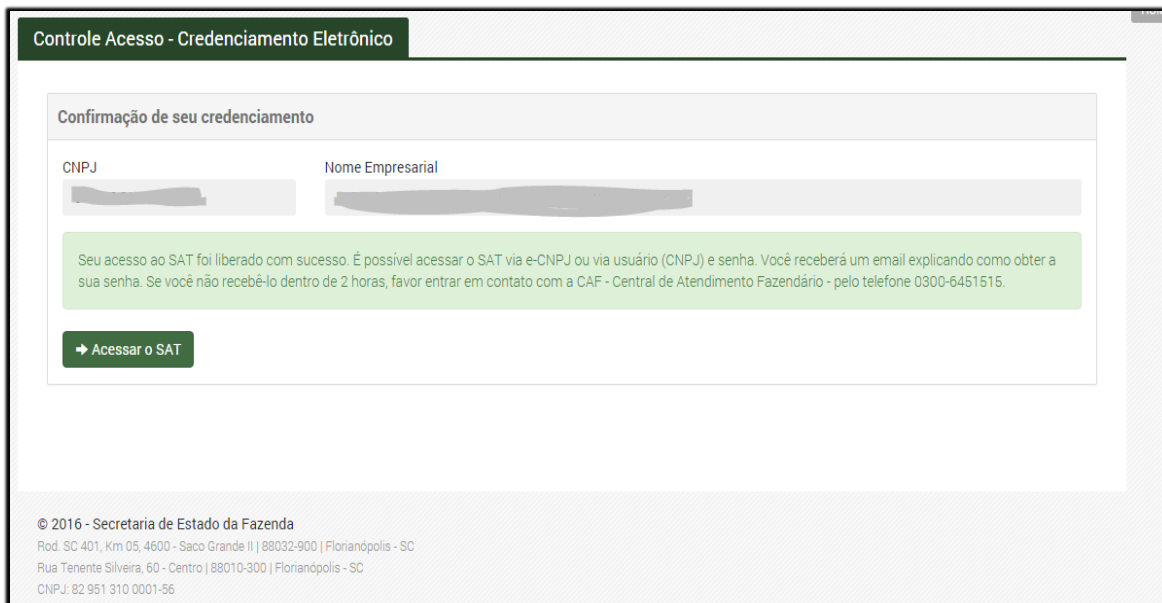 Controle Acesso - Credenciamento Eletrônico
Confirmação de seu credenciamento
CNPJ
Nome Empresarial
Seu acesso ao SAT foi liberado com sucesso. É possível acessar o SAT via e-CNPJ ou via usuário (CNPJ) e senha. Você receberá um email explicando como obter a
sua senha. Se você não recebê-lo dentro de 2 horas, favor entrar em contato com a CAF - Central de Atendimento Fazendário - pelo telefone 0300-6451515.
Acessar o SAT
© 2016 - Secretaria de Estado da Fazenda
Rod. SC 401, Km 05, 4600 - Saco Grande II | 88032-900 | Florianópolis - SC
Rua Tenente Silveira, 60 - Centro | 88010-300 | Florianópolis - SC
CNPJ: 82 951 310 0001-56